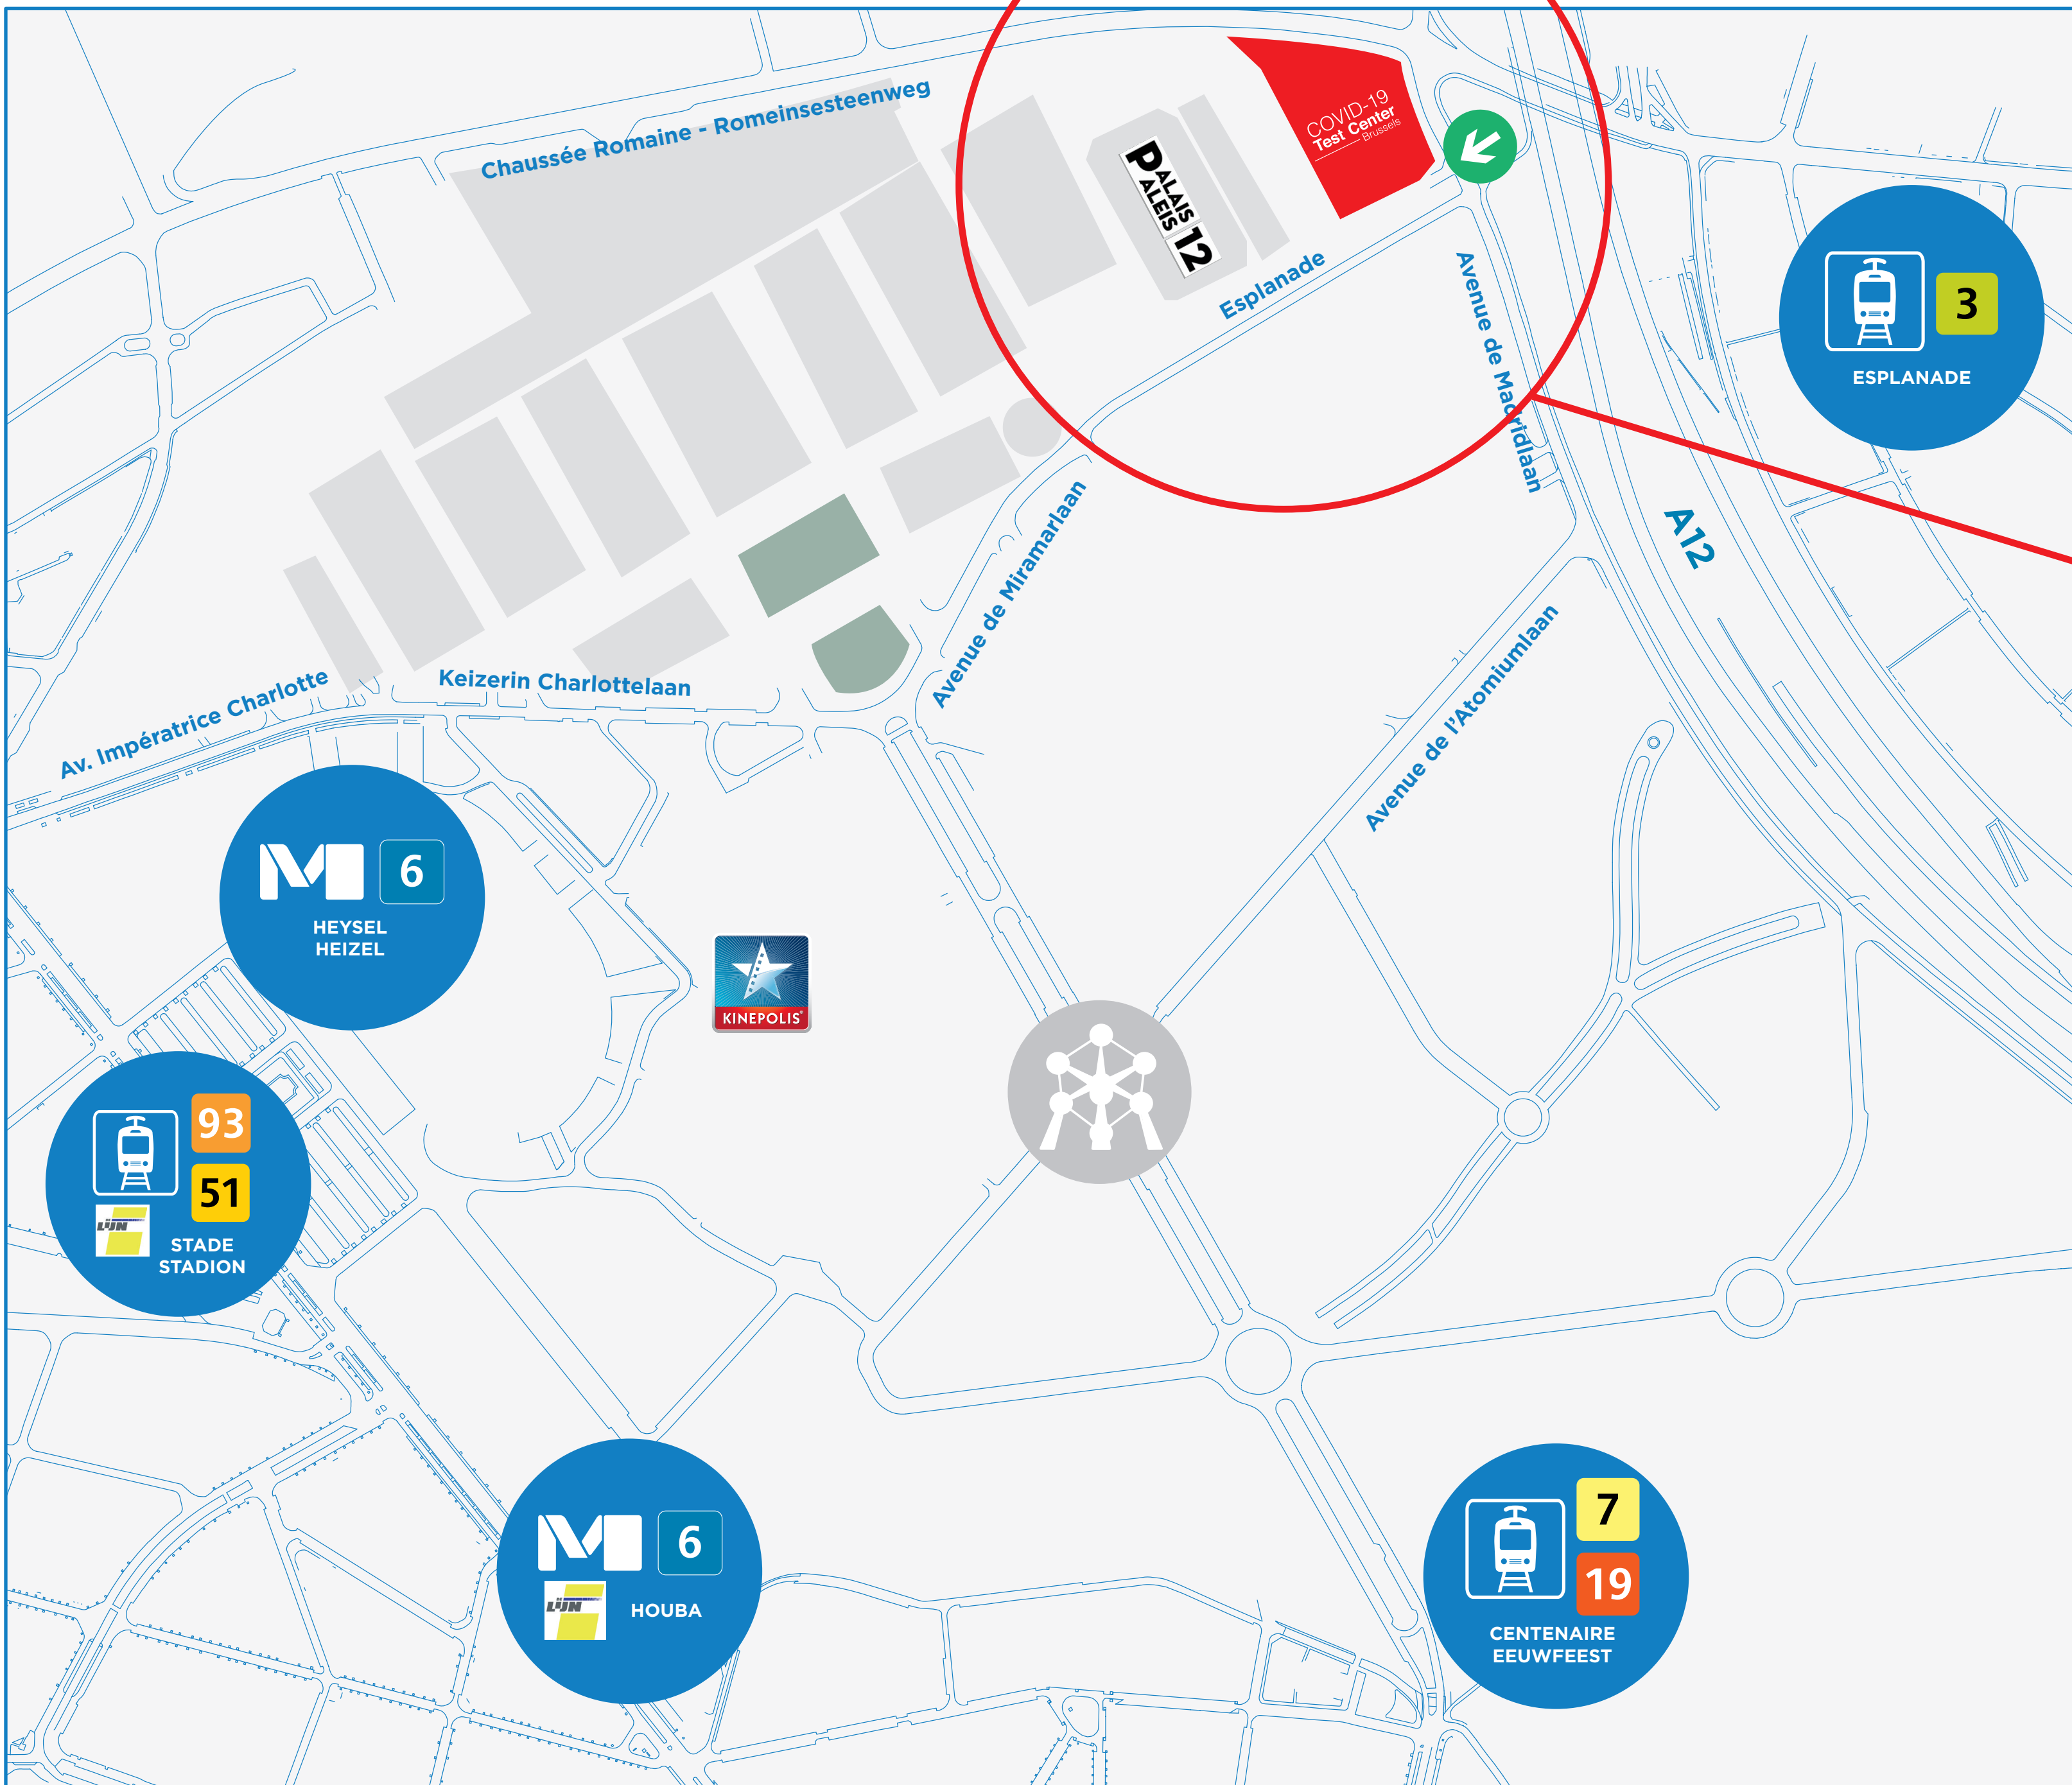 Chaussée Romaine - Romeinsesteenweg
COVID-19
Test Center
Brussels
PALAIS
PALEIS
12
Esplanade
Avenue de Madridlaan
3
ESPLANADE
A12
Avenue de Miramarlaan
Avenue de l'Atomiumlaan
Keizerin Charlottelaan
Av. Impératrice Charlotte
6
HEYSEL
HEIZEL
KINEPOLIS
93
51
LIJN
STADE
STADION
6
LIJN
HOUBA
7
19
CENTENAIRE
EEUWFEEST